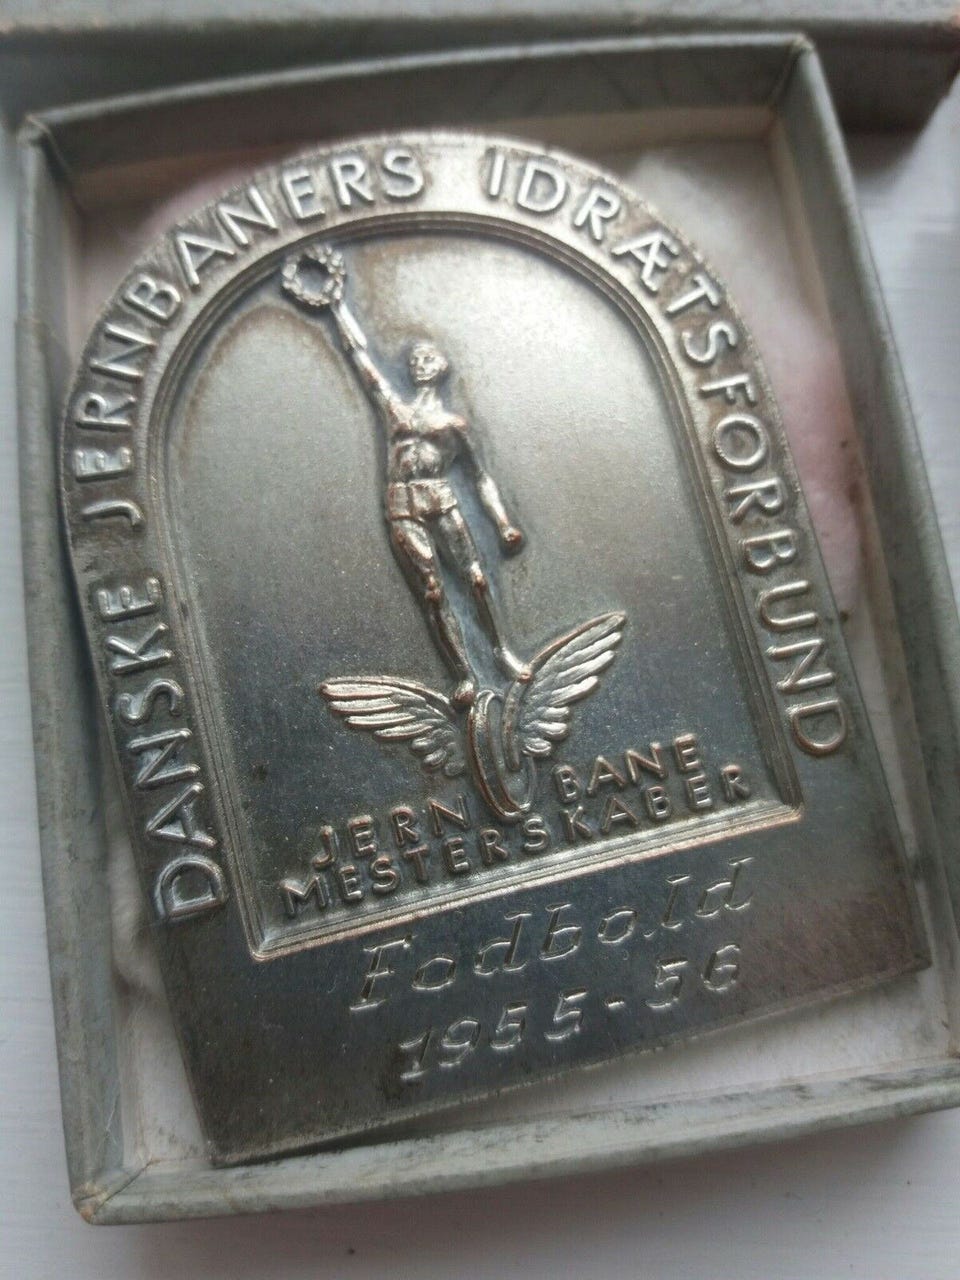 DANSKE JERNBANERS IDRÆTSFORBUND
JERN BANE
MESTERSKABER
Fodbold
1955-56